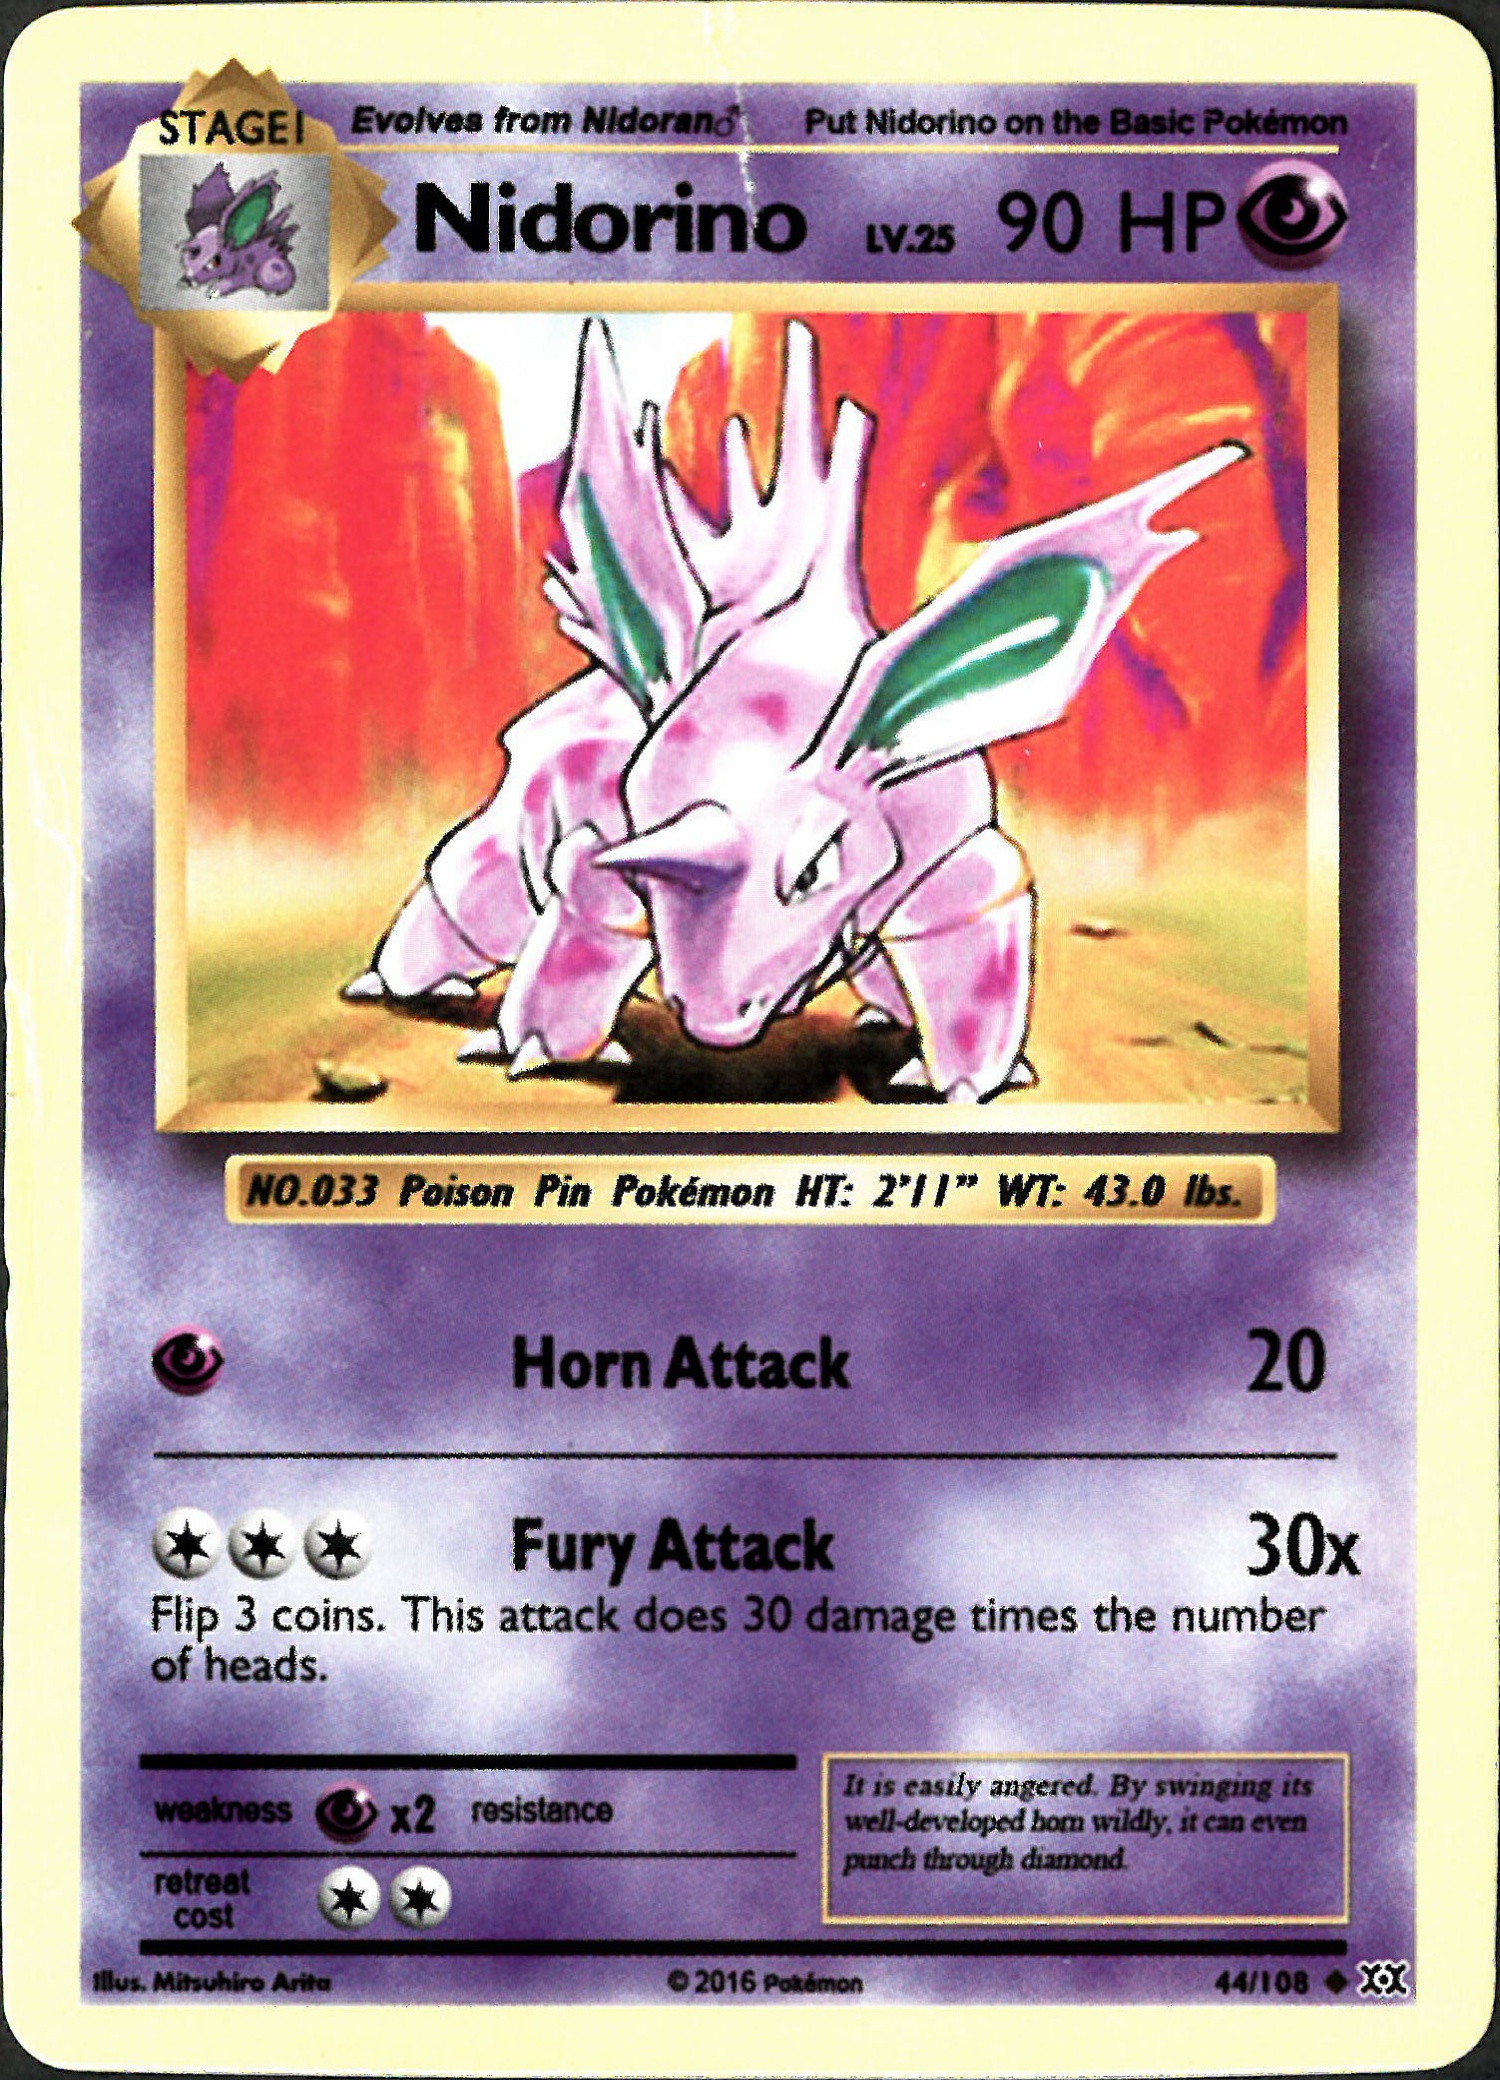 STAGE1
Evolves from Nidoran♂ Put Nidorino on the Basic Pokémon
Nidorino LV.25 90 HP
NO.033 Poison Pin Pokémon HT: 2'11" WT: 43.0 lbs.
Horn Attack 20
Fury Attack 30x
Flip 3 coins. This attack does 30 damage times the number
of heads.
weakness x2 resistance
retreat
cost
It is easily angered. By swinging its
well-developed horn wildly, it can even
punch through diamond.
Illus. Mitsuhiro Arita © 2016 Pokémon 44/108